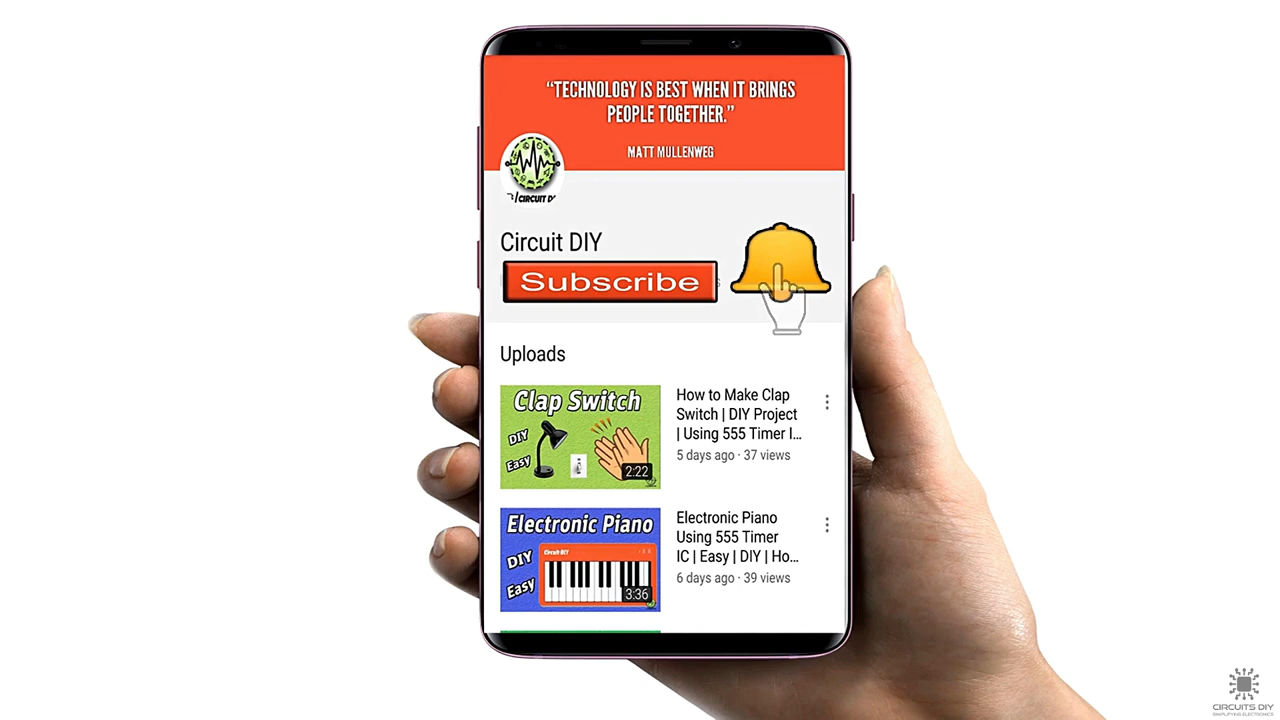 “TECHNOLOGY IS BEST WHEN IT BRINGS
PEOPLE TOGETHER.”
MATT MULLENWEG
CIRCUIT
Circuit DIY
Subscribe
Uploads
Clap Switch
DIY
Easy
2:22
How to Make Clap
Switch | DIY Project
| Using 555 Timer I...
5 days ago · 37 views
Electronic Piano
DIY
Easy
Circuit DIY
3:36
Electronic Piano
Using 555 Timer
IC | Easy | DIY | Ho...
6 days ago · 39 views
CIRCUITS DIY
SIMPLIFYING ELECTRONICS